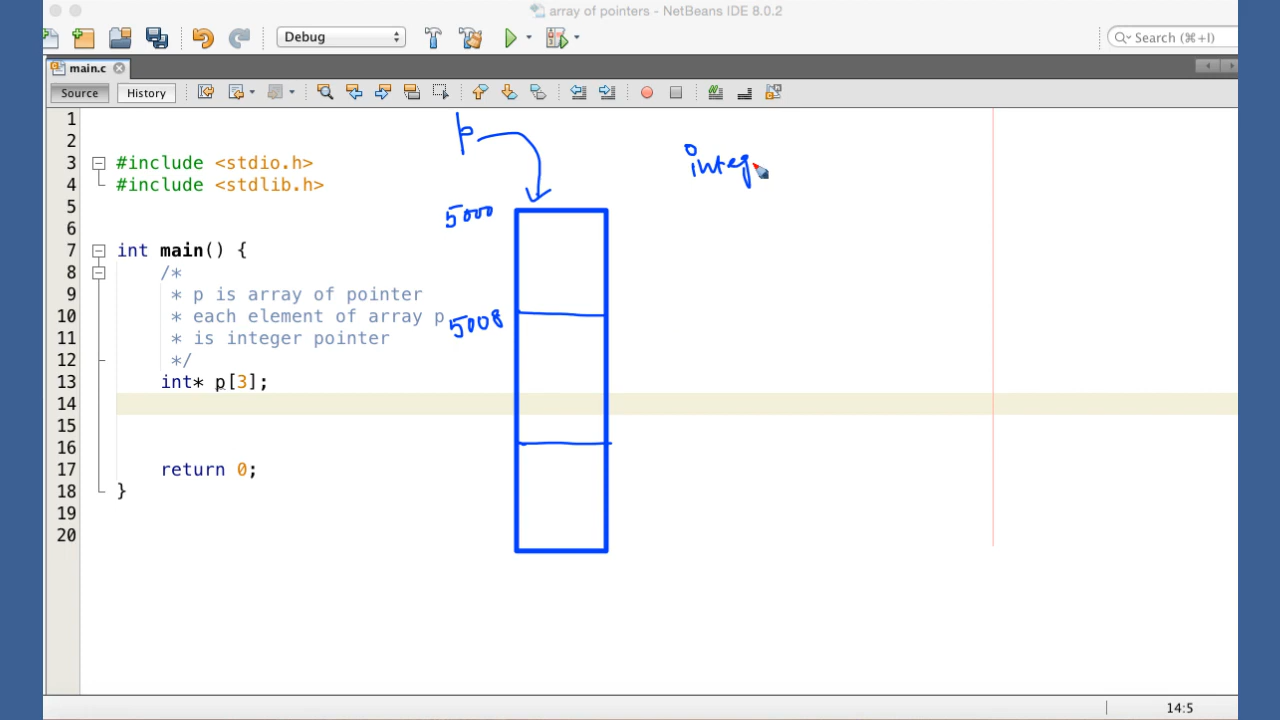 array of pointers - NetBeans IDE 8.0.2
Debug
Search (⌘+I)
main.c
Source History
1
2
3 #include <stdio.h>
4 #include <stdlib.h>
5
6
7 int main() {
8 /*
9 * p is array of pointer
10 * each element of array p
11 * is integer pointer
12 */
13 int* p[3];
14
15
16
17 return 0;
18 }
19
20
p
5000
5008
integ
14:5